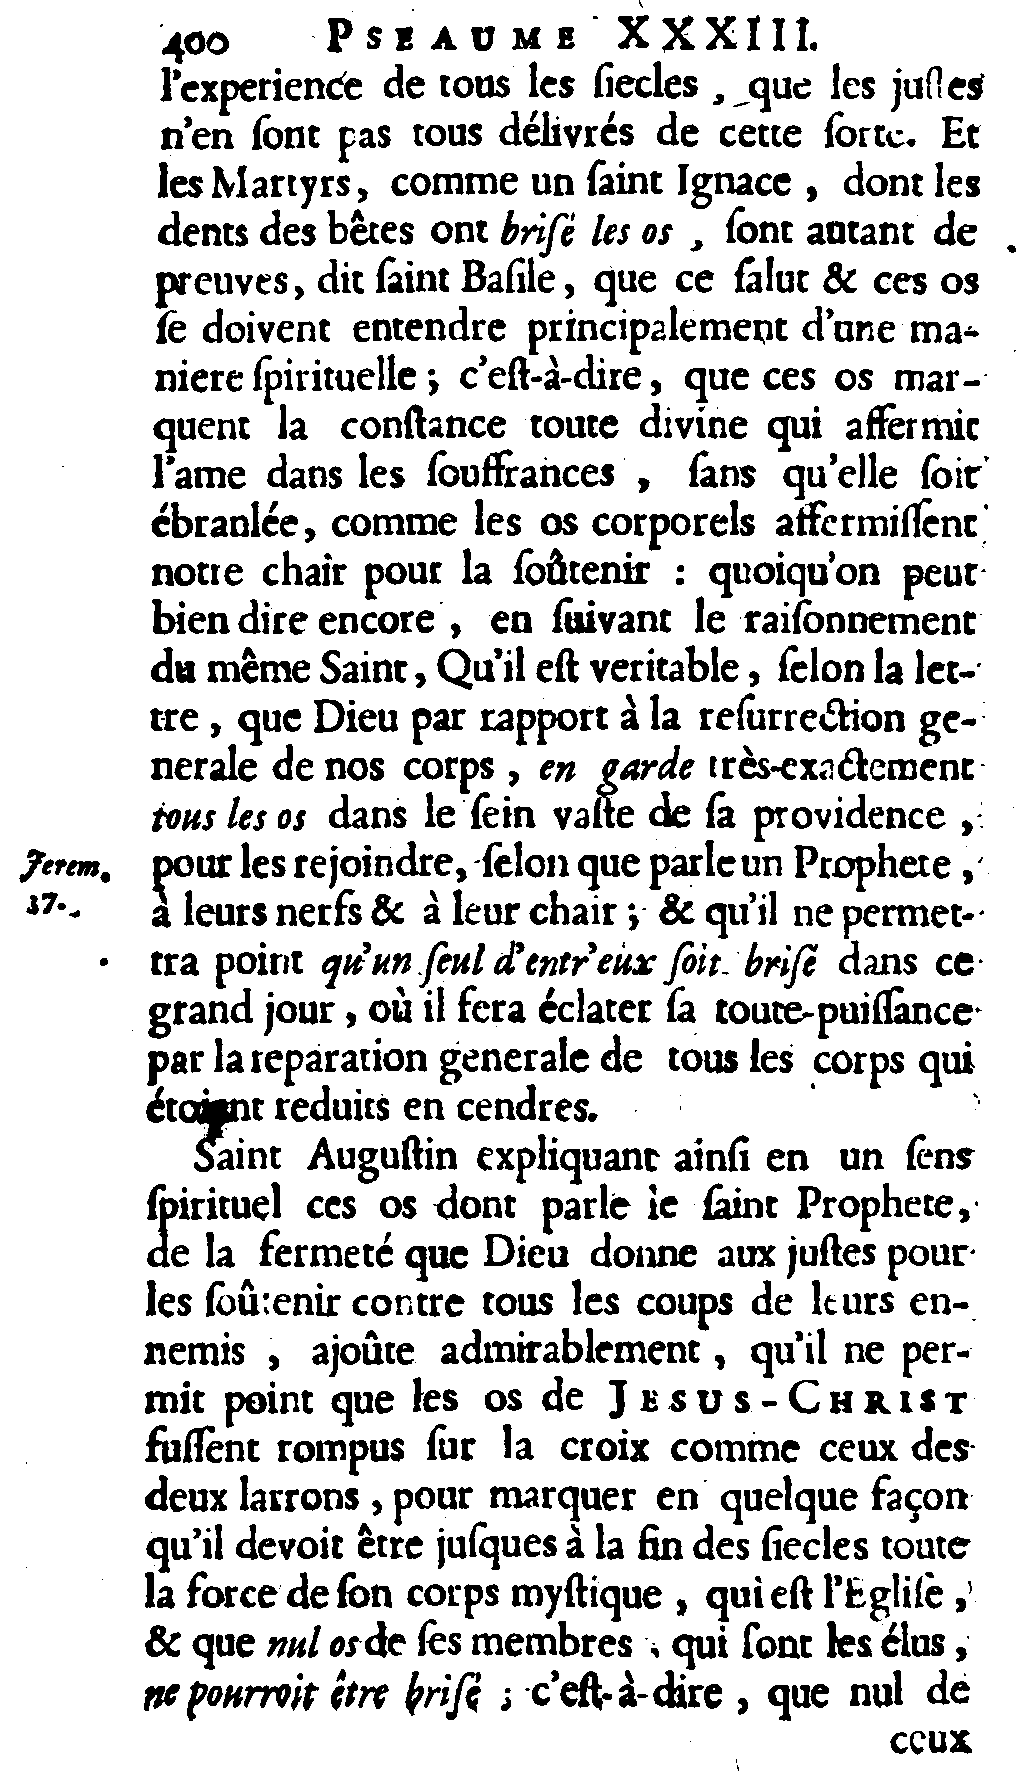 400 PSEAUME XXXIII.
l'experience de tous les ſiecles, que les juſtes
n'en ſont pas tous délivrés de cette ſorte. Et
les Martyrs, comme un ſaint Ignace, dont les
dents des bêtes ont briſé les os, ſont autant de
preuves, dit ſaint Baſile, que ce ſalut & ces os
ſe doivent entendre principalement d'une ma-
niere ſpirituelle; c'eſt-à-dire, que ces os mar-
quent la conſtance toute divine qui affermit
l'ame dans les ſouffrances, ſans qu'elle ſoit
ébranlée, comme les os corporels affermiſſent
notre chair pour la ſoûtenir : quoiqu'on peut
bien dire encore, en ſuivant le raiſonnement
du même Saint, Qu'il eſt veritable, ſelon la let-
tre, que Dieu par rapport à la reſurrection ge-
nerale de nos corps, en garde très-exactement
tous les os dans le ſein vaſte de ſa providence,
Jerem. 37.
pour les rejoindre, ſelon que parle un Prophete,
à leurs nerfs & à leur chair; & qu'il ne permet-
tra point qu'un ſeul d'entr'eux ſoit briſé dans ce
grand jour, où il fera éclater ſa toute-puiſſance
par la reparation generale de tous les corps qui
étoient reduits en cendres.
Saint Auguſtin expliquant ainſi en un ſens
ſpirituel ces os dont parle le ſaint Prophete,
de la fermeté que Dieu donne aux juſtes pour
les ſoûtenir contre tous les coups de leurs en-
nemis, ajoûte admirablement, qu'il ne per-
mit point que les os de JESUS-CHRIST
fuſſent rompus ſur la croix comme ceux des
deux larrons, pour marquer en quelque façon
qu'il devoit être juſques à la fin des ſiecles toute
la force de ſon corps myſtique, qui eſt l'Egliſe,
& que nul os de ſes membres, qui ſont les élus,
ne pourroit être briſé; c'eſt-à-dire, que nul de
ceux